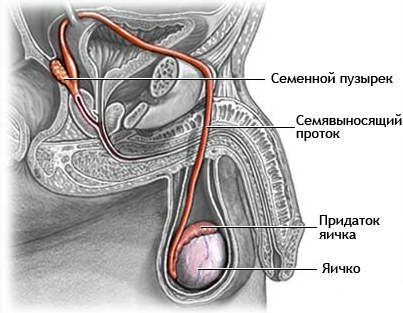 Семенной пузырек
Семявыносящий
проток
Придаток
яичка
Яичко